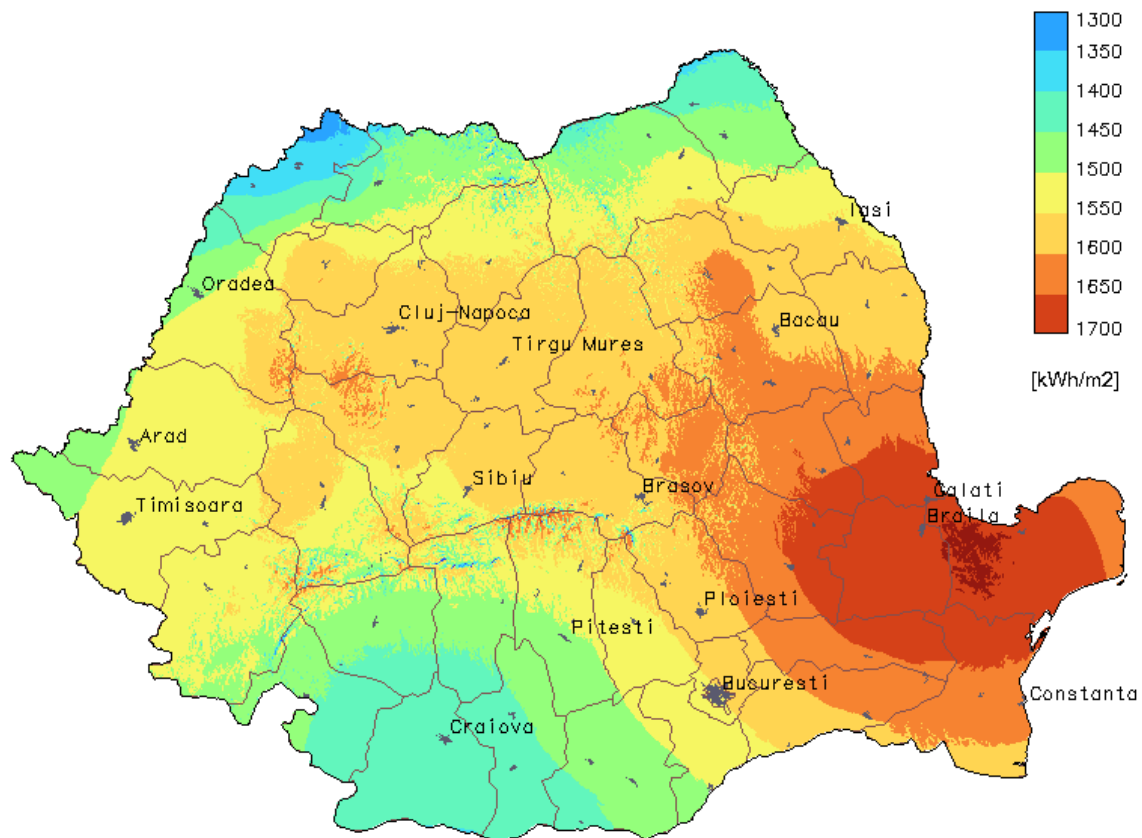 1300
1350
1400
1450
1500
1550
1600
1650
1700
[kWh/m2]
Iasi
Oradea
Cluj-Napoca
Bacau
Tirgu Mures
Arad
Sibiu
Brasov
Galati
Timisoara
Braila
Ploiesti
Pitesti
Bucuresti
Constanta
Craiova